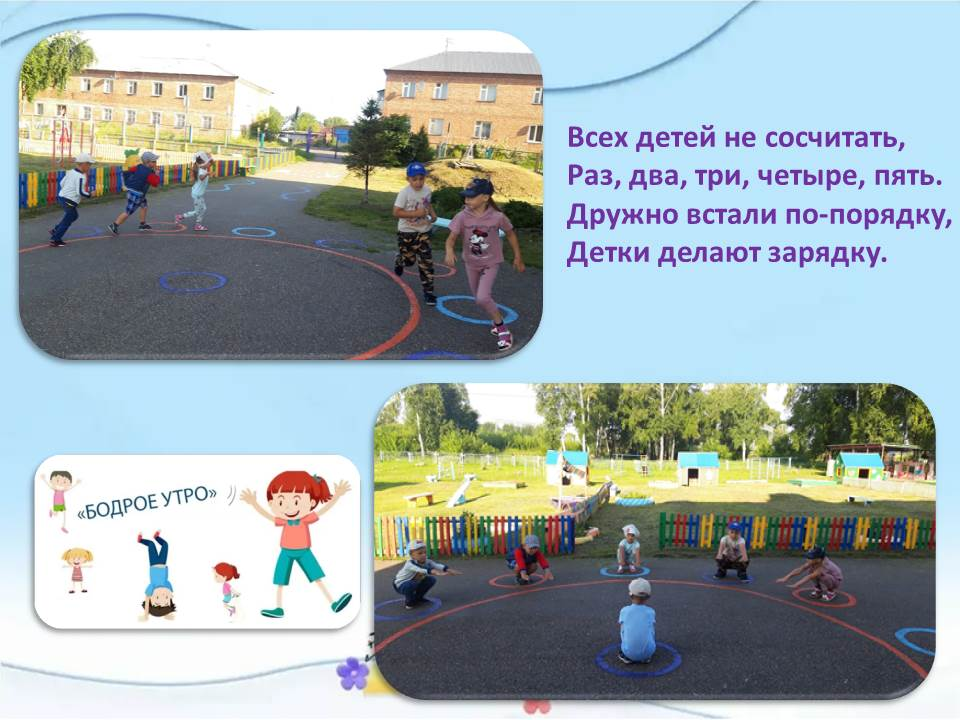 Всех детей не сосчитать,
Раз, два, три, четыре, пять.
Дружно встали по-порядку,
Детки делают зарядку.
«БОДРОЕ УТРО»